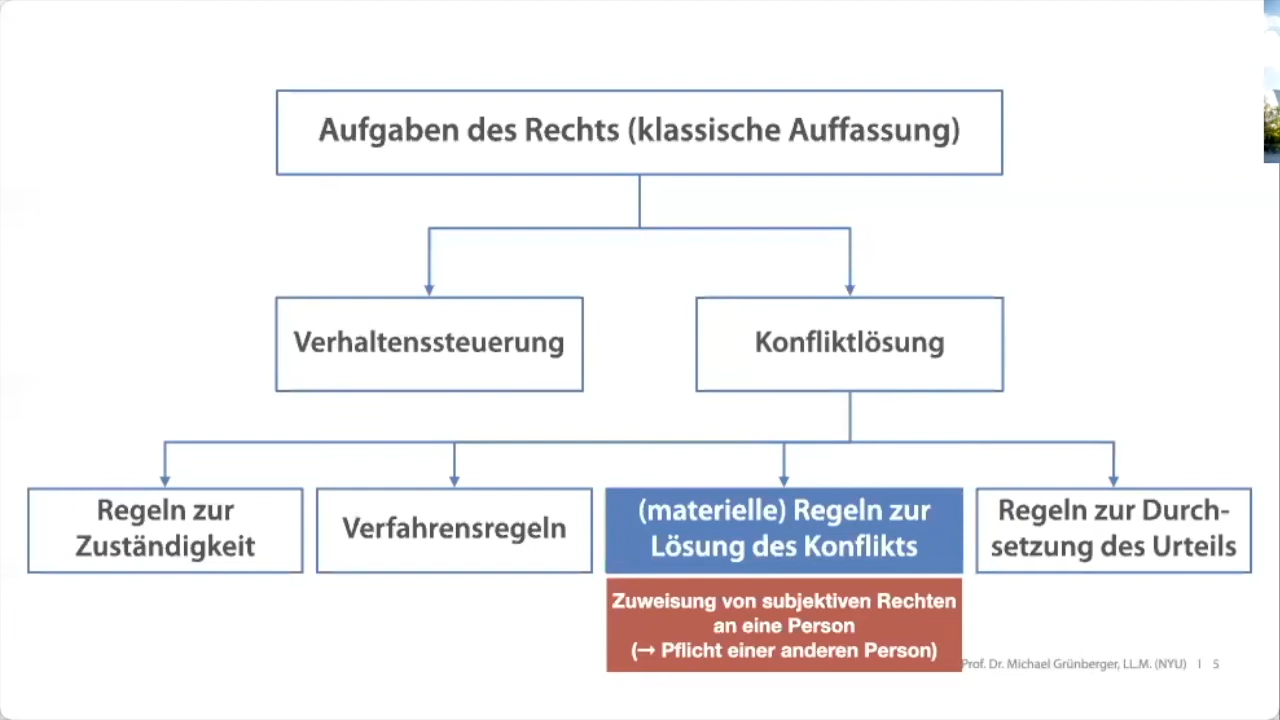 Aufgaben des Rechts (klassische Auffassung)
Verhaltenssteuerung
Konfliktlösung
Regeln zur
Zuständigkeit
Verfahrensregeln
(materielle) Regeln zur
Lösung des Konflikts
Regeln zur Durch-
setzung des Urteils
Zuweisung von subjektiven Rechten
an eine Person
(→ Pflicht einer anderen Person)
Prof. Dr. Michael Grünberger, LL.M. (NYU) | 5